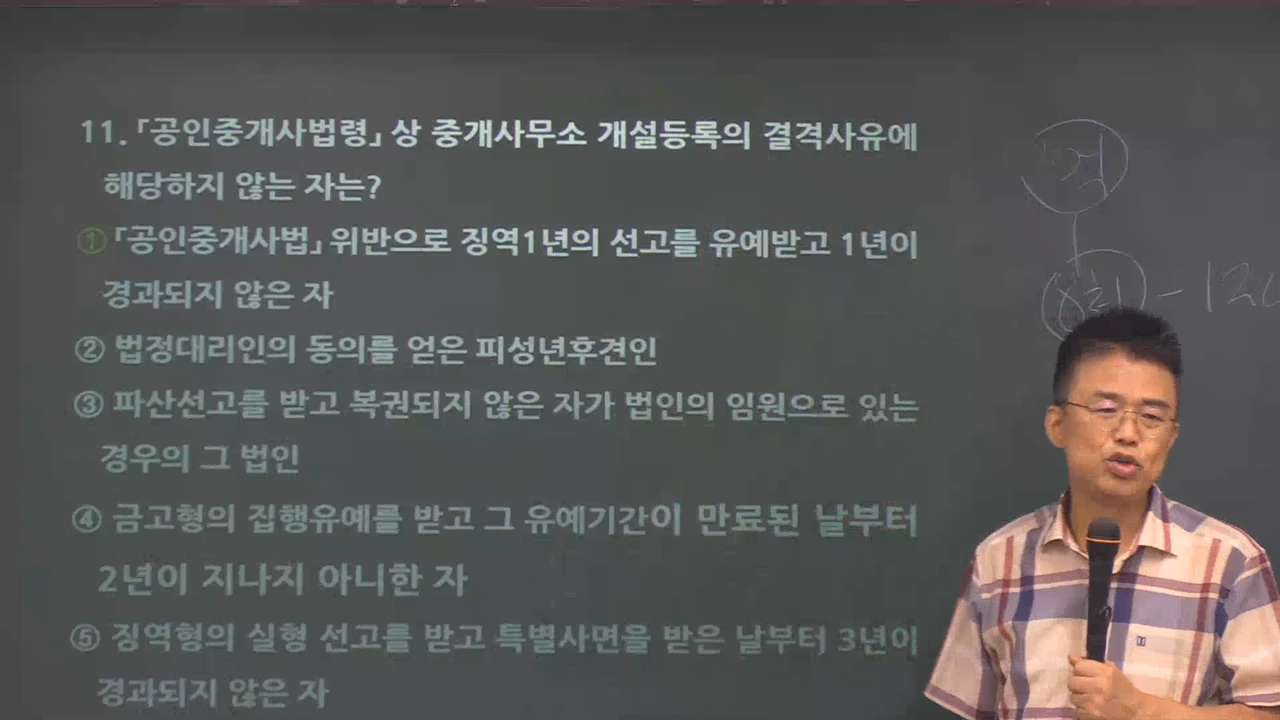 11. 「공인중개사법령」 상 중개사무소 개설등록의 결격사유에
해당하지 않는 자는?
① 「공인중개사법」 위반으로 징역1년의 선고를 유예받고 1년이
경과되지 않은 자
② 법정대리인의 동의를 얻은 피성년후견인
③ 파산선고를 받고 복권되지 않은 자가 법인의 임원으로 있는
경우의 그 법인
④ 금고형의 집행유예를 받고 그 유예기간이 만료된 날부터
2년이 지나지 아니한 자
⑤ 징역형의 실형 선고를 받고 특별사면을 받은 날부터 3년이
경과되지 않은 자